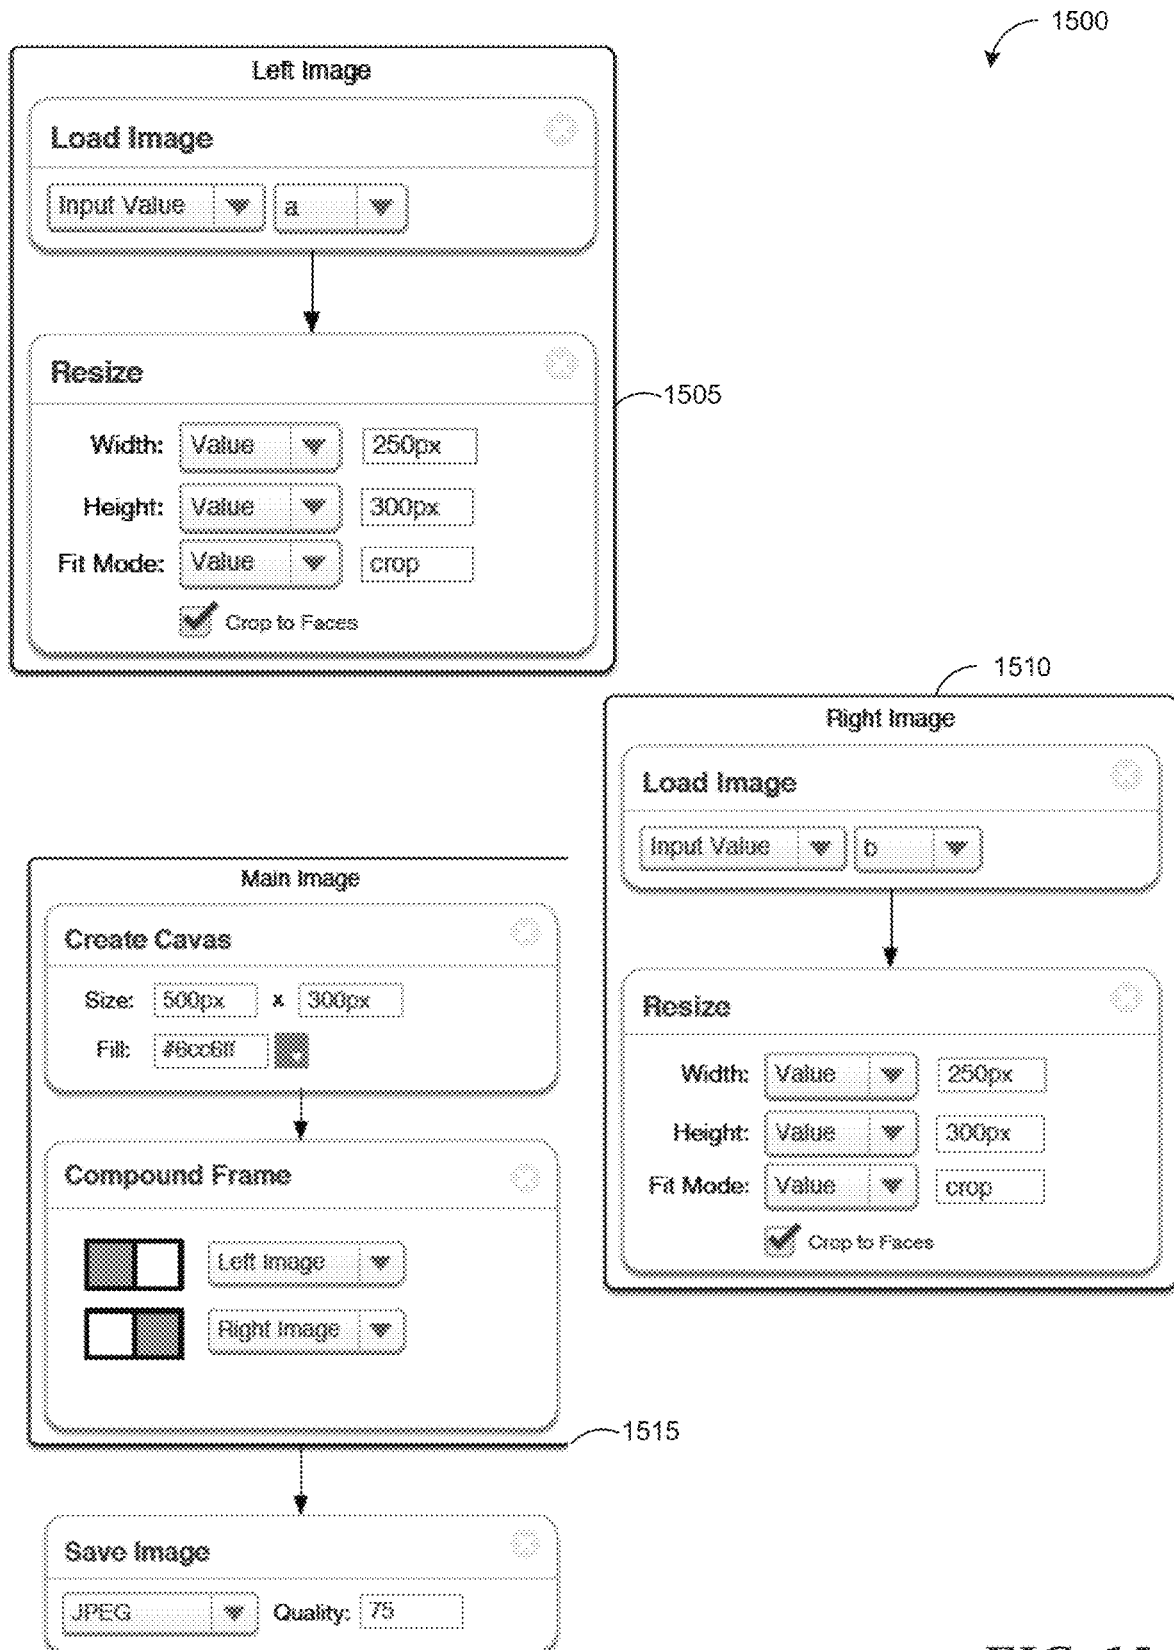 1500
Left Image
Load Image
Input Value a
Resize
1505
Width: Value 250px
Height: Value 300px
Fit Mode: Value crop
Crop to Faces
1510
Right Image
Load Image
Input Value b
Resize
Width: Value 250px
Height: Value 300px
Fit Mode: Value crop
Crop to Faces
Main Image
Create Cavas
Size: 500px x 300px
Fill:
Compound Frame
Left Image
Right Image
1515
Save Image
JPEG Quality: 75